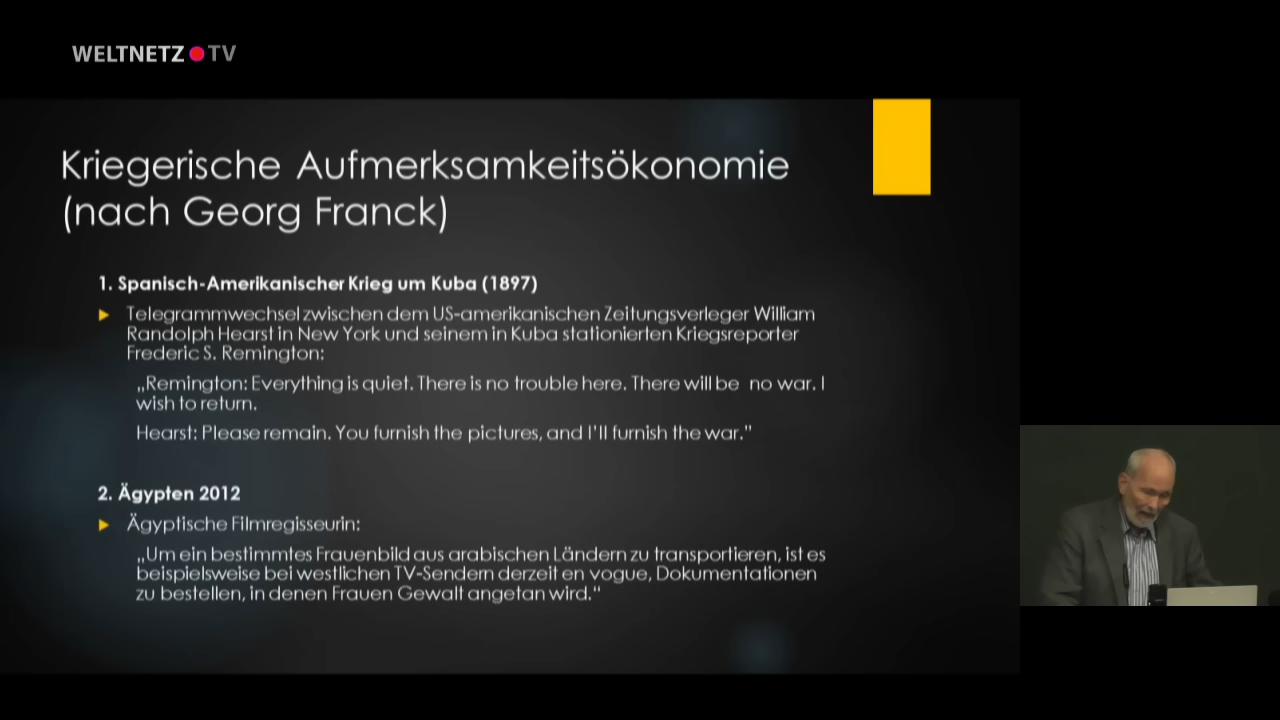 WELTNETZ TV
Kriegerische Aufmerksamkeitsökonomie
(nach Georg Franck)
1. Spanisch-Amerikanischer Krieg um Kuba (1897)
Telegrammwechsel zwischen dem US-amerikanischen Zeitungsverleger William
Randolph Hearst in New York und seinem in Kuba stationierten Kriegsreporter
Frederic S. Remington:
„Remington: Everything is quiet. There is no trouble here. There will be no war. I
wish to return.
Hearst: Please remain. You furnish the pictures, and I'll furnish the war.”
2. Ägypten 2012
Ägyptische Filmregisseurin:
„Um ein bestimmtes Frauenbild aus arabischen Ländern zu transportieren, ist es
beispielsweise bei westlichen TV-Sendern derzeit en vogue, Dokumentationen
zu bestellen, in denen Frauen Gewalt angetan wird.“